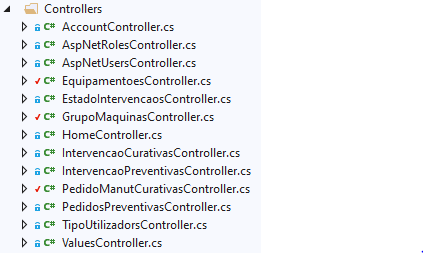 Controllers
C# AccountController.cs
C# AspNetRolesController.cs
C# AspNetUsersController.cs
C# EquipamentoesController.cs
C# EstadoIntervencaosController.cs
C# GrupoMaquinasController.cs
C# HomeController.cs
C# IntervencaoCurativasController.cs
C# IntervencaoPreventivasController.cs
C# PedidoManutCurativasController.cs
C# PedidosPreventivasController.cs
C# TipoUtilizadorsController.cs
C# ValuesController.cs